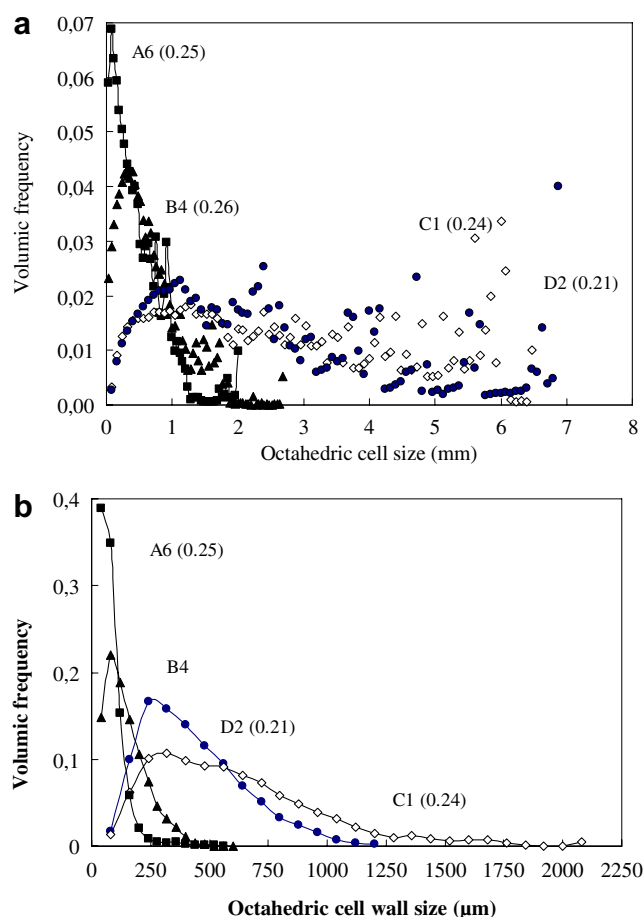 a
0,07
0,06
0,05
0,04
0,03
0,02
0,01
0,00
Volumic frequency
A6 (0.25)
B4 (0.26)
C1 (0.24)
D2 (0.21)
0 1 2 3 4 5 6 7 8
Octahedric cell size (mm)
b
0,4
0,3
0,2
0,1
0
Volumic frequency
A6 (0.25)
B4
D2 (0.21)
C1 (0.24)
0 250 500 750 1000 1250 1500 1750 2000 2250
Octahedric cell wall size (µm)